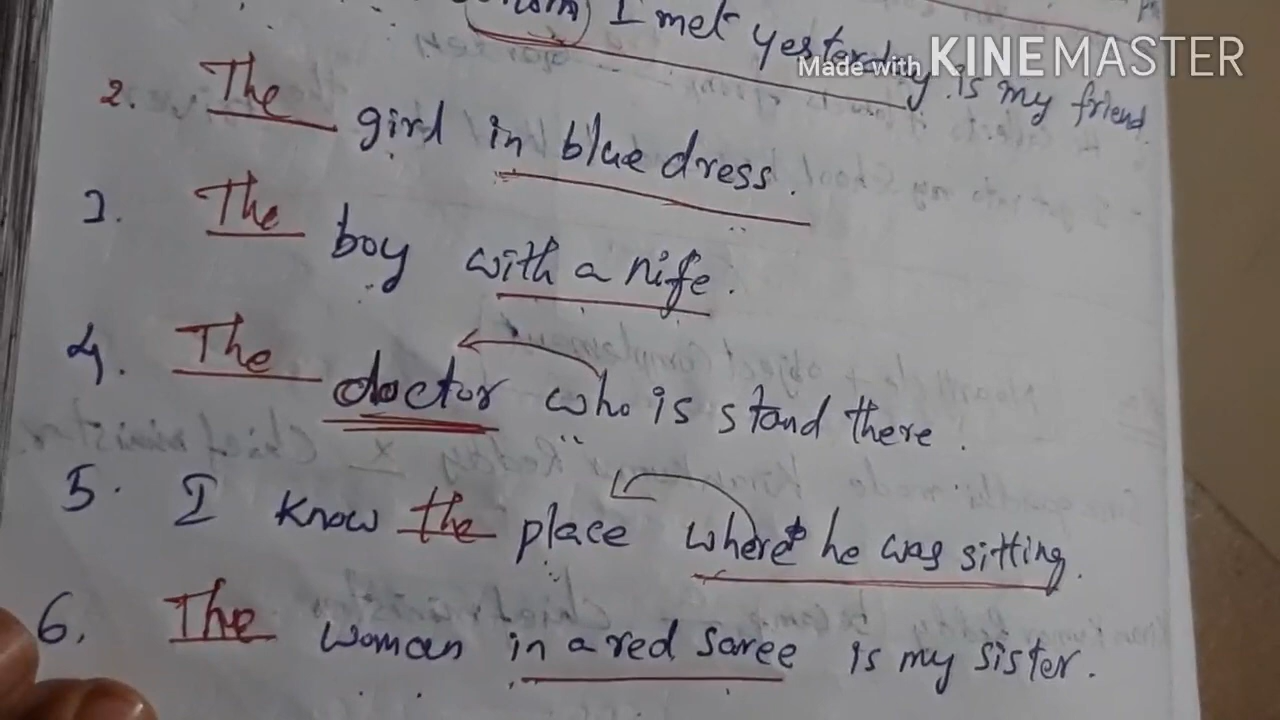 I met yesterday is my friend
Made with KINEMASTER
2. The girl in blue dress.
3. The boy with a nife.
4. The doctor who is stand there.
5. I know the place where he was sitting.
6. The woman in a red saree is my sister.